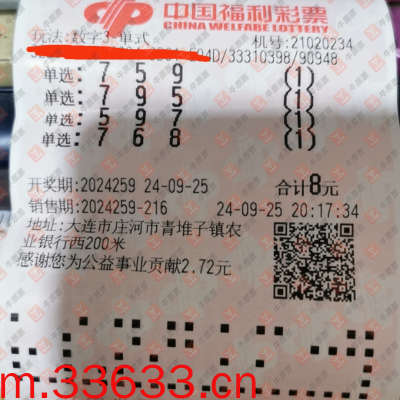 中国福利彩票
CHINA WELFARE LOTTERY
玩法:数字3-单式
机号:21020234
04D/33310398/90948
单选: 7 5 9 (1)
单选: 7 9 5 (1)
单选: 5 9 7 (1)
单选: 7 6 8 (1)
开奖期:2024259 24-09-25 合计8元
销售期:2024259-216 24-09-25 20:17:34
地址:大连市庄河市青堆子镇农
业银行西200米
感谢您为公益事业贡献2.72元
m.33633.cn